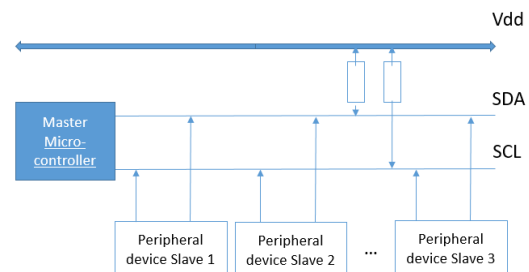 Vdd
SDA
Master
Micro-
controller
SCL
Peripheral
device Slave 1
Peripheral
device Slave 2
...
Peripheral
device Slave 3